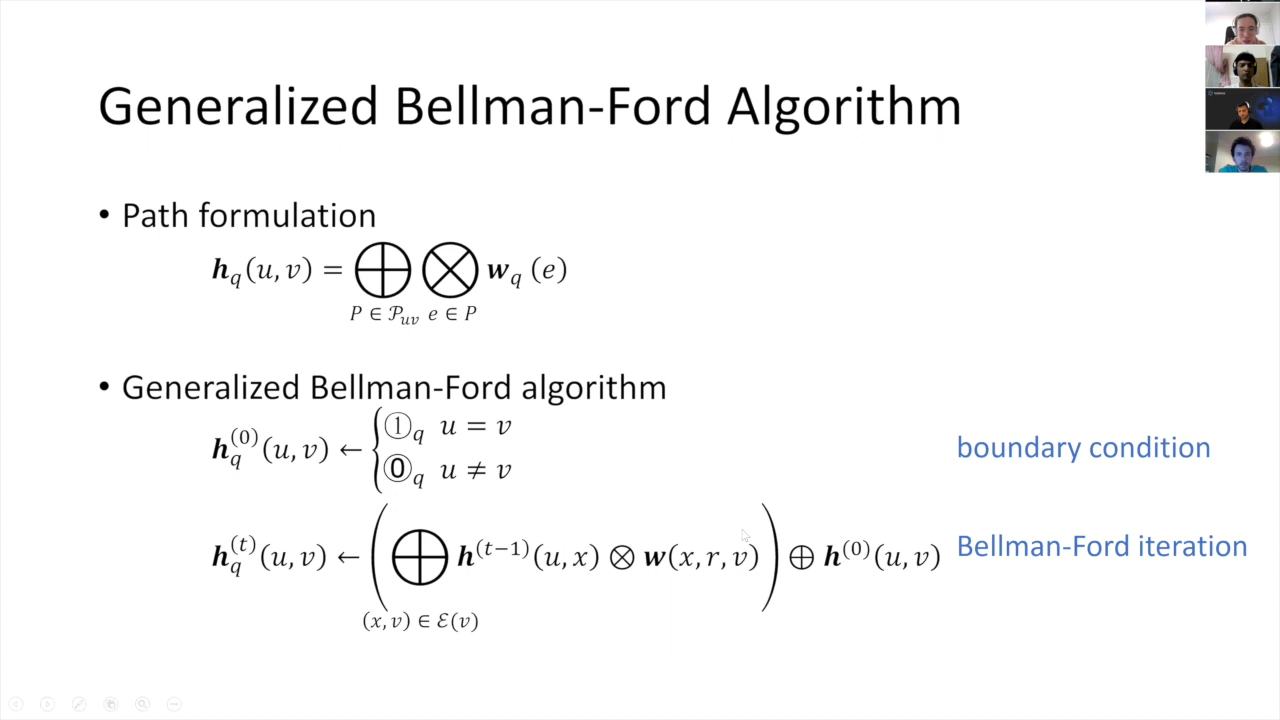 Generalized Bellman-Ford Algorithm
• Path formulation
𝒉_q(u, v) = ⨁_{P ∈ 𝒫_{uv}} ⨂_{e ∈ P} 𝒘_q (e)
• Generalized Bellman-Ford algorithm
𝒉_q^{(0)}(u, v) ← { ①_q u = v
⓪_q u ≠ v
boundary condition
𝒉_q^{(t)}(u, v) ← ( ⨁_{(x, v) ∈ ℰ(v)} 𝒉^{(t−1)}(u, x) ⊗ 𝒘(x, r, v) ) ⊕ 𝒉^{(0)}(u, v)
Bellman-Ford iteration